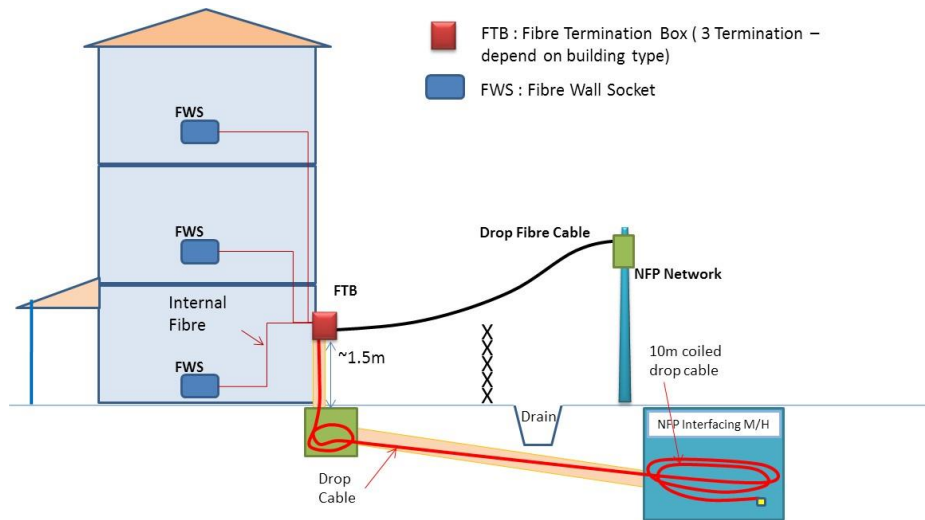 FTB : Fibre Termination Box ( 3 Termination –
depend on building type)
FWS : Fibre Wall Socket
FWS
FWS
Drop Fibre Cable
NFP Network
FTB
Internal
Fibre
~1.5m
FWS
10m coiled
drop cable
Drain
NFP Interfacing M/H
Drop
Cable